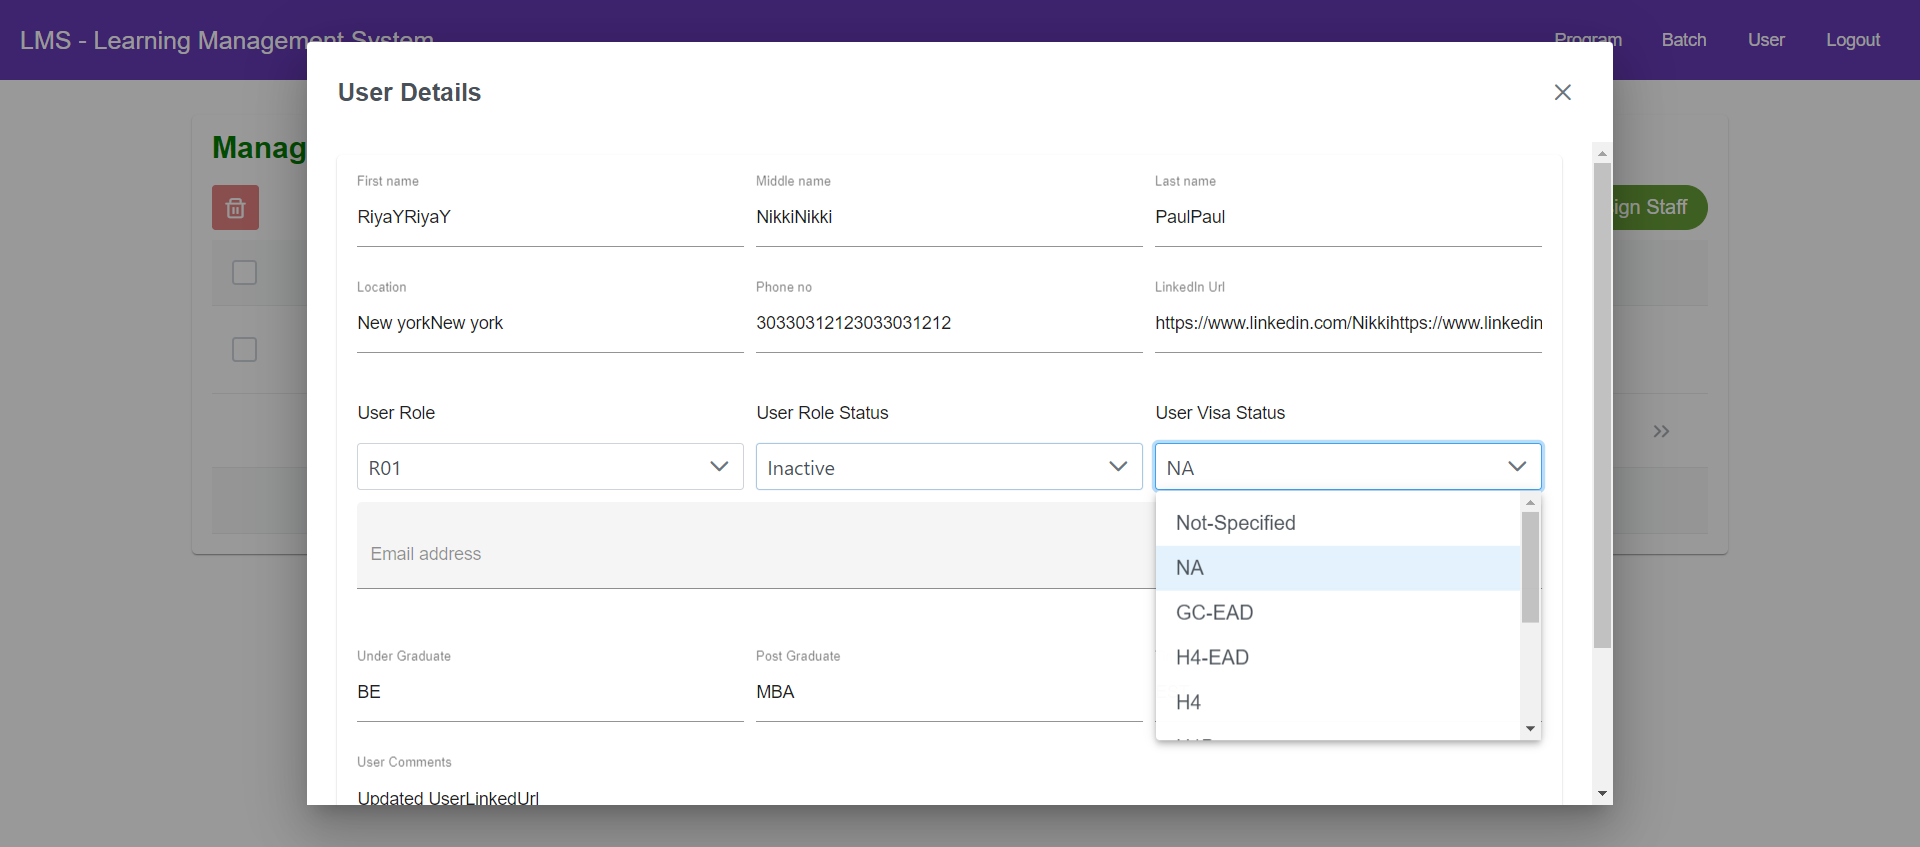 LMS - Learning Management System
Program Batch User Logout
User Details
Manag
ign Staff
First name Middle name Last name
RiyaYRiyaY NikkiNikki PaulPaul
Location Phone no LinkedIn Url
New yorkNew york 30330312123033031212 https://www.linkedin.com/Nikkihttps://www.linkedin
User Role User Role Status User Visa Status
R01 Inactive NA
Not-Specified
Email address
NA
GC-EAD
H4-EAD
H4
Under Graduate Post Graduate
BE MBA
User Comments
Updated UserLinkedUrl